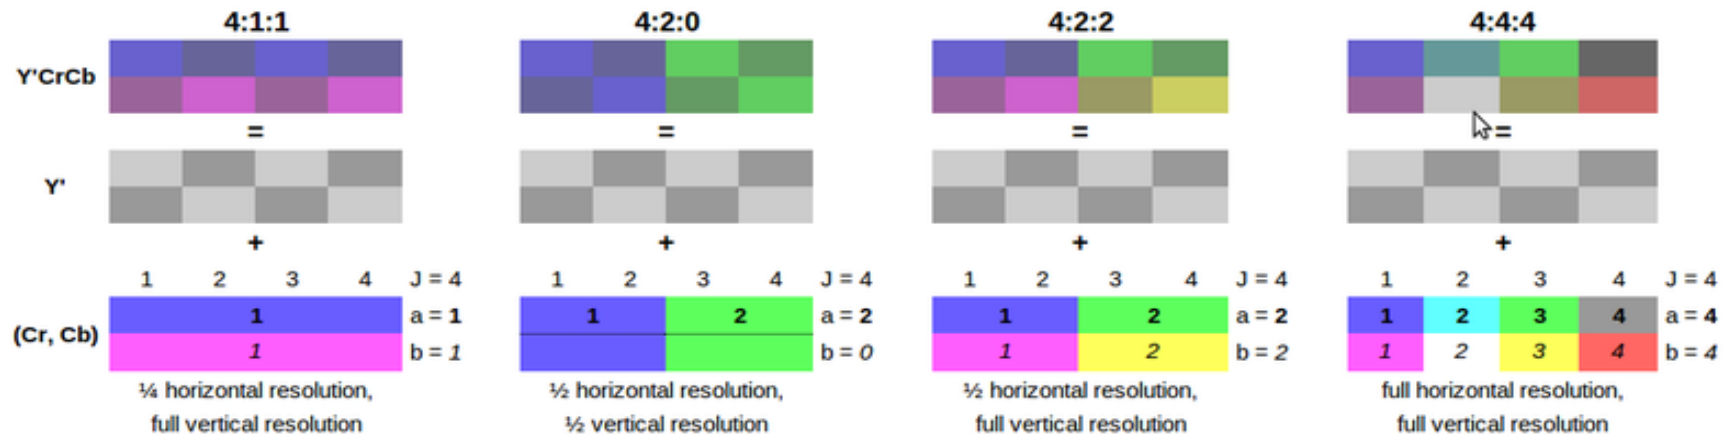 4:1:1 4:2:0 4:2:2 4:4:4
Y'CrCb
= = = =
Y'
+ + + +
1 2 3 4 J = 4 1 2 3 4 J = 4 1 2 3 4 J = 4 1 2 3 4 J = 4
(Cr, Cb)
1 a = 1 1 2 a = 2 1 2 a = 2 1 2 3 4 a = 4
1 b = 1 b = 0 1 2 b = 2 1 2 3 4 b = 4
¼ horizontal resolution, ½ horizontal resolution, ½ horizontal resolution, full horizontal resolution,
full vertical resolution ½ vertical resolution full vertical resolution full vertical resolution